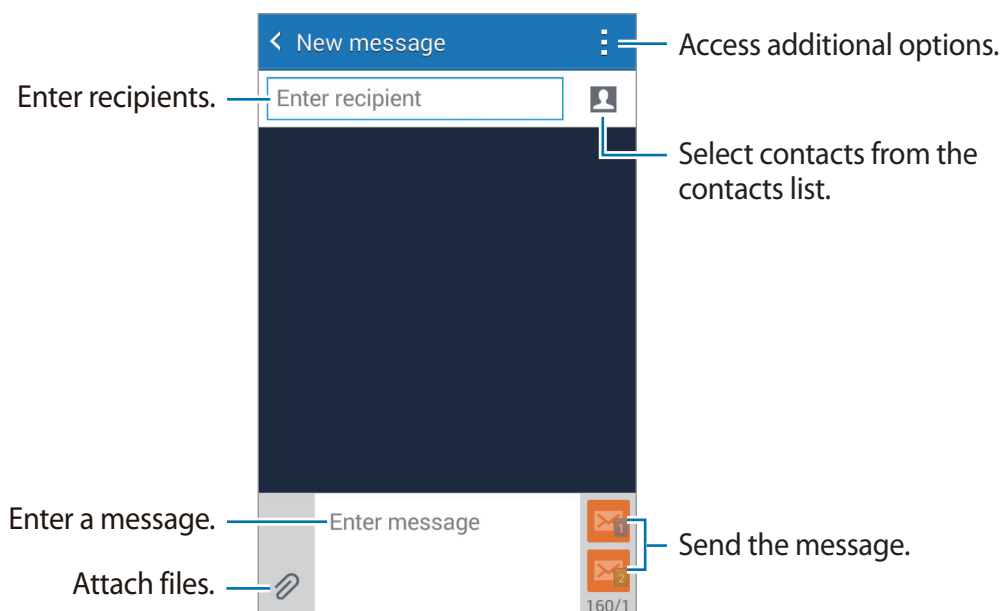 New message
Access additional options.
Enter recipients.
Enter recipient
Select contacts from the
contacts list.
Enter a message.
Enter message
1
Send the message.
2
Attach files.
160/1